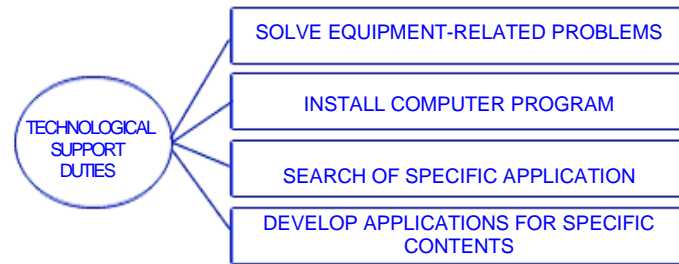 TECHNOLOGICAL
SUPPORT
DUTIES
SOLVE EQUIPMENT-RELATED PROBLEMS
INSTALL COMPUTER PROGRAM
SEARCH OF SPECIFIC APPLICATION
DEVELOP APPLICATIONS FOR SPECIFIC
CONTENTS